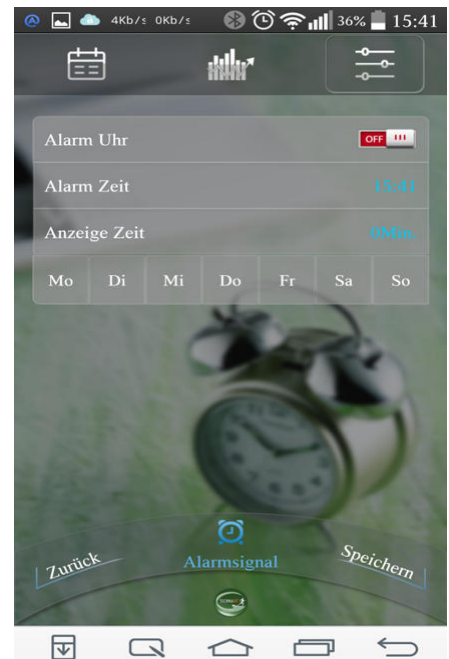 4Kb/s 0Kb/s 36% 15:41
Alarm Uhr OFF
Alarm Zeit 15:41
Anzeige Zeit 0Min.
Mo Di Mi Do Fr Sa So
Zurück Alarmsignal Speichern